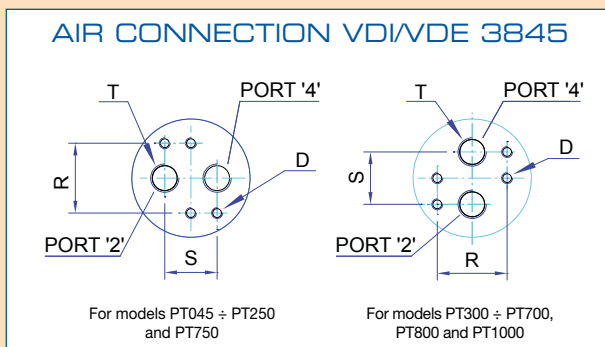 AIR CONNECTION VDI/VDE 3845
T
PORT '4'
R
D
PORT '2'
S
For models PT045 ÷ PT250
and PT750
T
PORT '4'
S
D
PORT '2'
R
For models PT300 ÷ PT700,
PT800 and PT1000